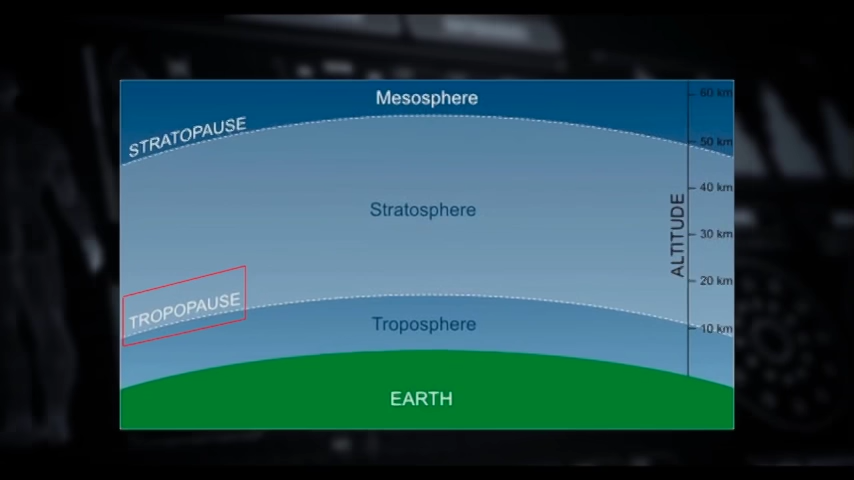 Mesosphere
60 km
STRATOPAUSE
50 km
40 km
Stratosphere
ALTITUDE
30 km
20 km
TROPOPAUSE
Troposphere
10 km
EARTH